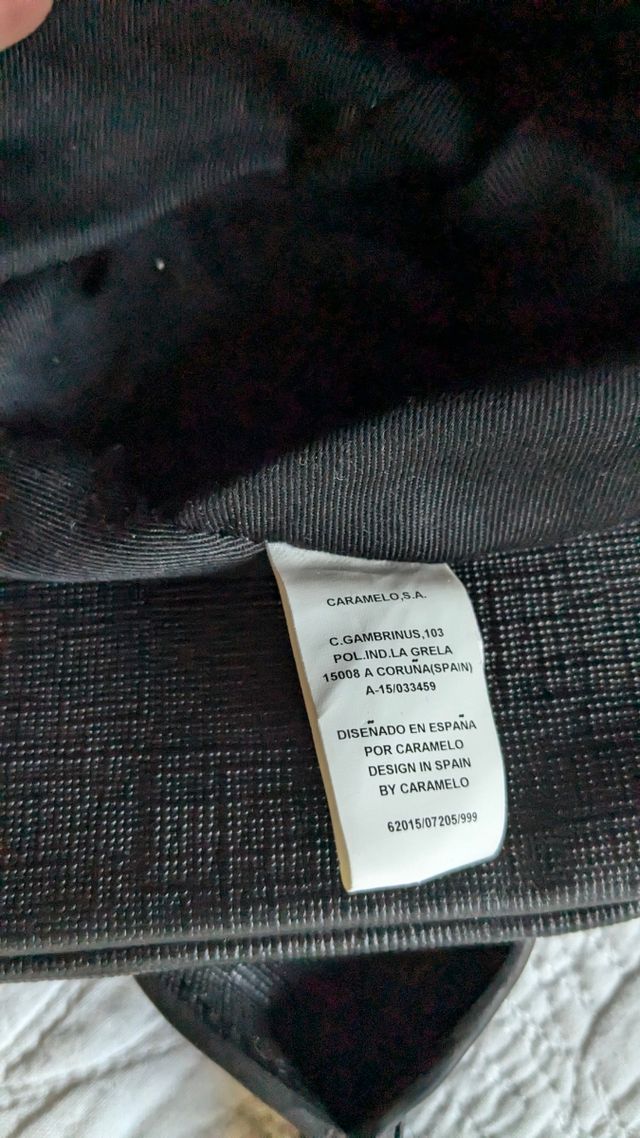 CARAMELO,S.A.
C.GAMBRINUS,103
POL.IND.LA GRELA
15008 A CORUÑA(SPAIN)
A-15/033459
DISEÑADO EN ESPAÑA
POR CARAMELO
DESIGN IN SPAIN
BY CARAMELO
62015/07205/999